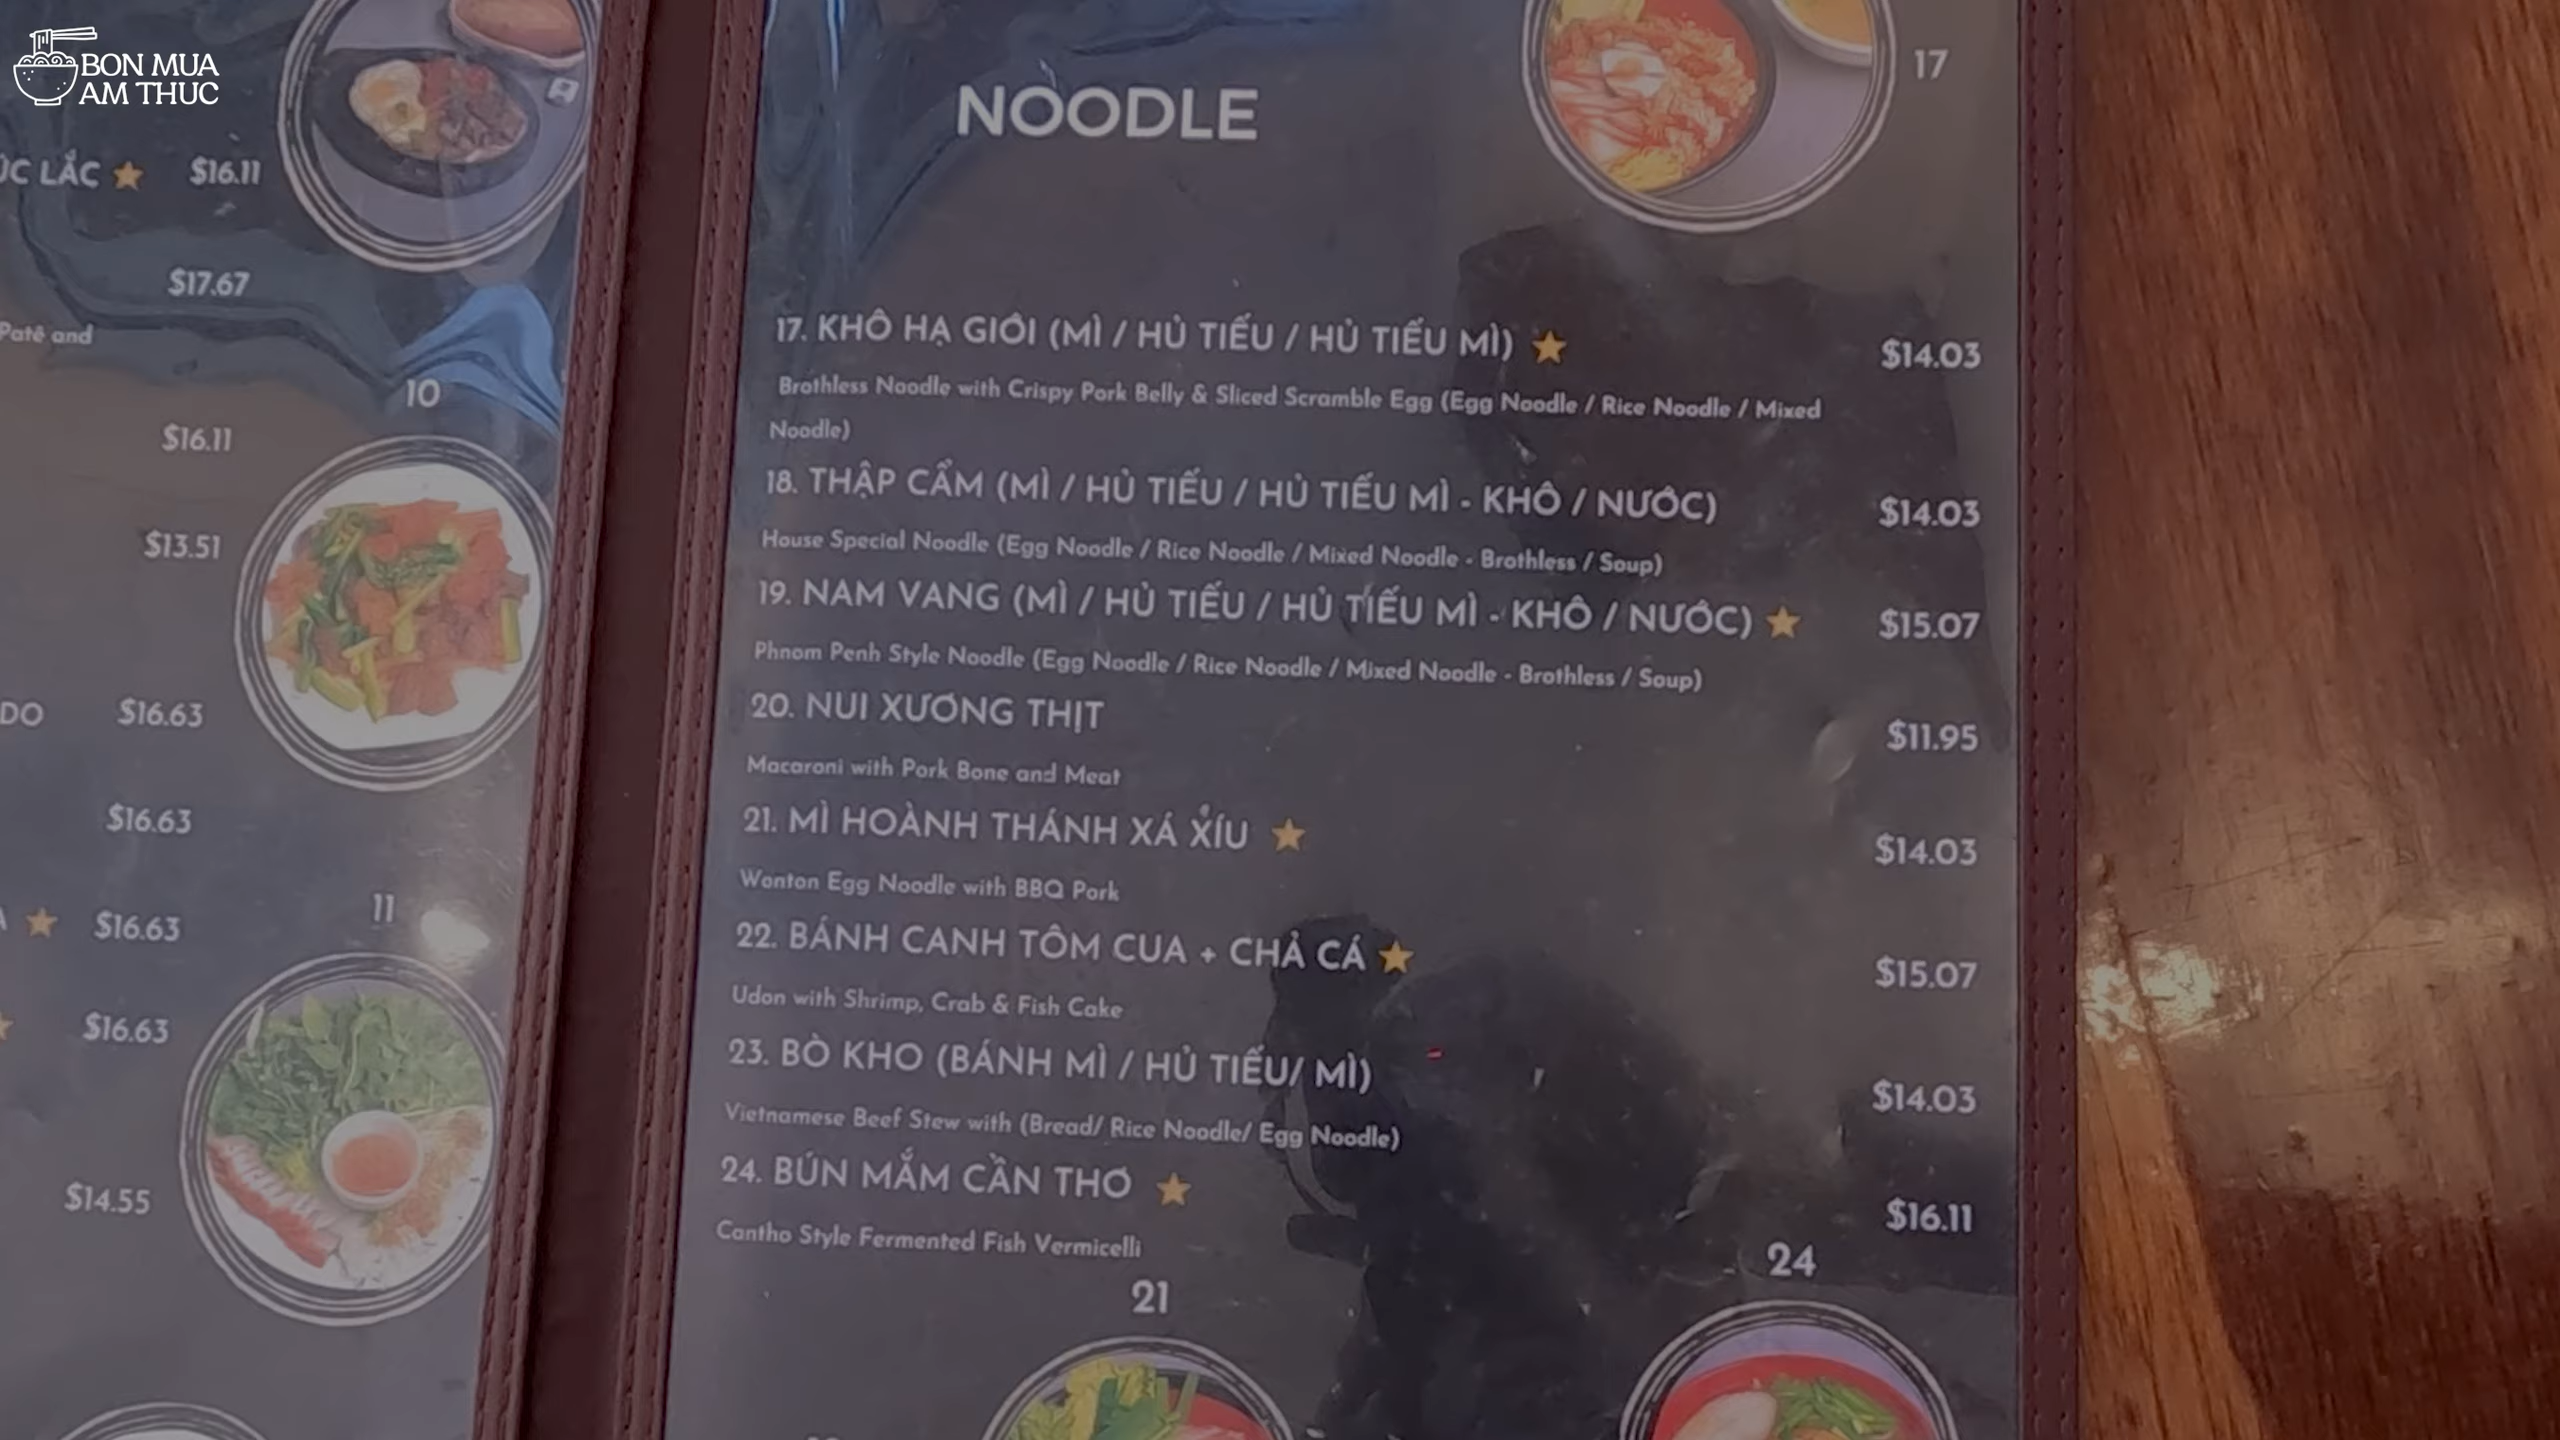 BON MUA
AM THUC
LẮC $16.11
$17.67
Patê and
10
$16.11
$13.51
$16.63
$16.63
11
$16.63
$16.63
$14.55
NOODLE
17
17. KHÔ HẠ GIỚI (MÌ / HỦ TIẾU / HỦ TIẾU MÌ) $14.03
Brothless Noodle with Crispy Pork Belly & Sliced Scramble Egg (Egg Noodle / Rice Noodle / Mixed
Noodle)
18. THẬP CẨM (MÌ / HỦ TIẾU / HỦ TIẾU MÌ - KHÔ / NƯỚC) $14.03
House Special Noodle (Egg Noodle / Rice Noodle / Mixed Noodle - Brothless / Soup)
19. NAM VANG (MÌ / HỦ TIẾU / HỦ TIẾU MÌ - KHÔ / NƯỚC) $15.07
Phnom Penh Style Noodle (Egg Noodle / Rice Noodle / Mixed Noodle - Brothless / Soup)
20. NUI XƯƠNG THỊT $11.95
Macaroni with Pork Bone and Meat
21. MÌ HOÀNH THÁNH XÁ XÍU $14.03
Wonton Egg Noodle with BBQ Pork
22. BÁNH CANH TÔM CUA + CHẢ CÁ $15.07
Udon with Shrimp, Crab & Fish Cake
23. BÒ KHO (BÁNH MÌ / HỦ TIẾU/ MÌ) $14.03
Vietnamese Beef Stew with (Bread/ Rice Noodle/ Egg Noodle)
24. BÚN MẮM CẦN THƠ $16.11
Cantho Style Fermented Fish Vermicelli
21
24